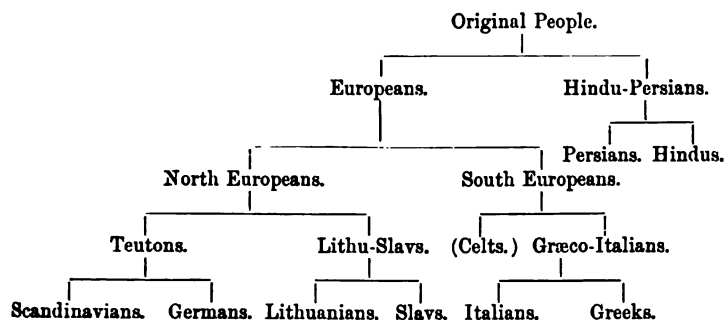 Original People.
Europeans. Hindu-Persians.
Persians. Hindus.
North Europeans. South Europeans.
Teutons. Lithu-Slavs. (Celts.) Græco-Italians.
Scandinavians. Germans. Lithuanians. Slavs. Italians. Greeks.